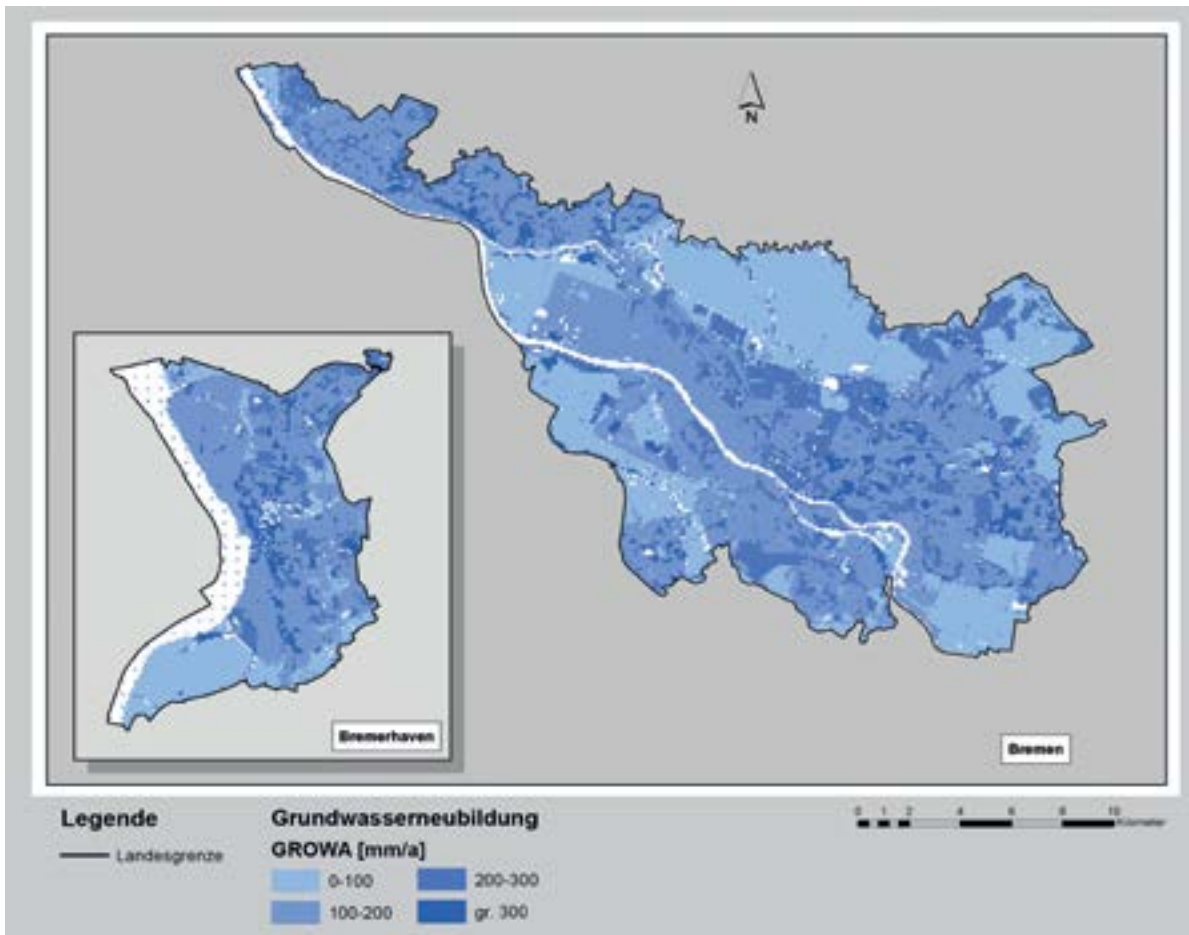 N
Bremerhaven
Bremen
Legende
Landesgrenze
Grundwasserneubildung
GROWA [mm/a]
0-100
200-300
100-200
gr. 300
0 1 2 4 6 8 10
Kilometer